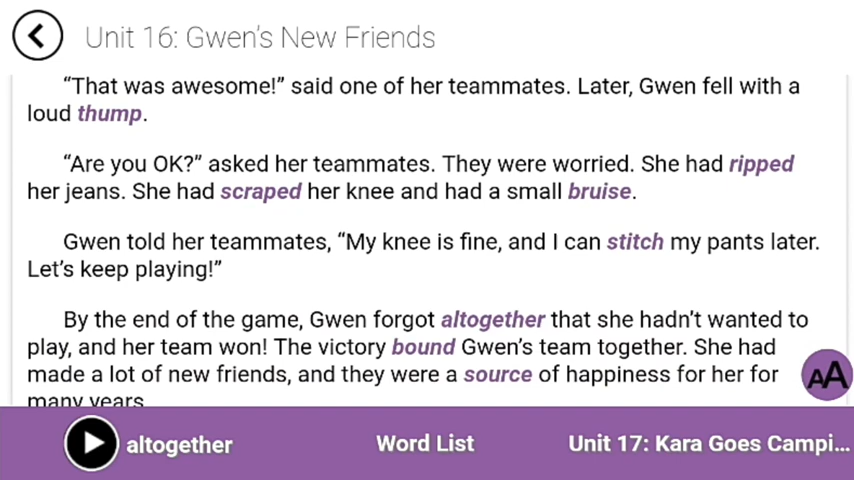 Unit 16: Gwen's New Friends
“That was awesome!” said one of her teammates. Later, Gwen fell with a
loud thump.
“Are you OK?” asked her teammates. They were worried. She had ripped
her jeans. She had scraped her knee and had a small bruise.
Gwen told her teammates, “My knee is fine, and I can stitch my pants later.
Let’s keep playing!”
By the end of the game, Gwen forgot altogether that she hadn’t wanted to
play, and her team won! The victory bound Gwen’s team together. She had
made a lot of new friends, and they were a source of happiness for her for
many years
AA
altogether
Word List
Unit 17: Kara Goes Campi...